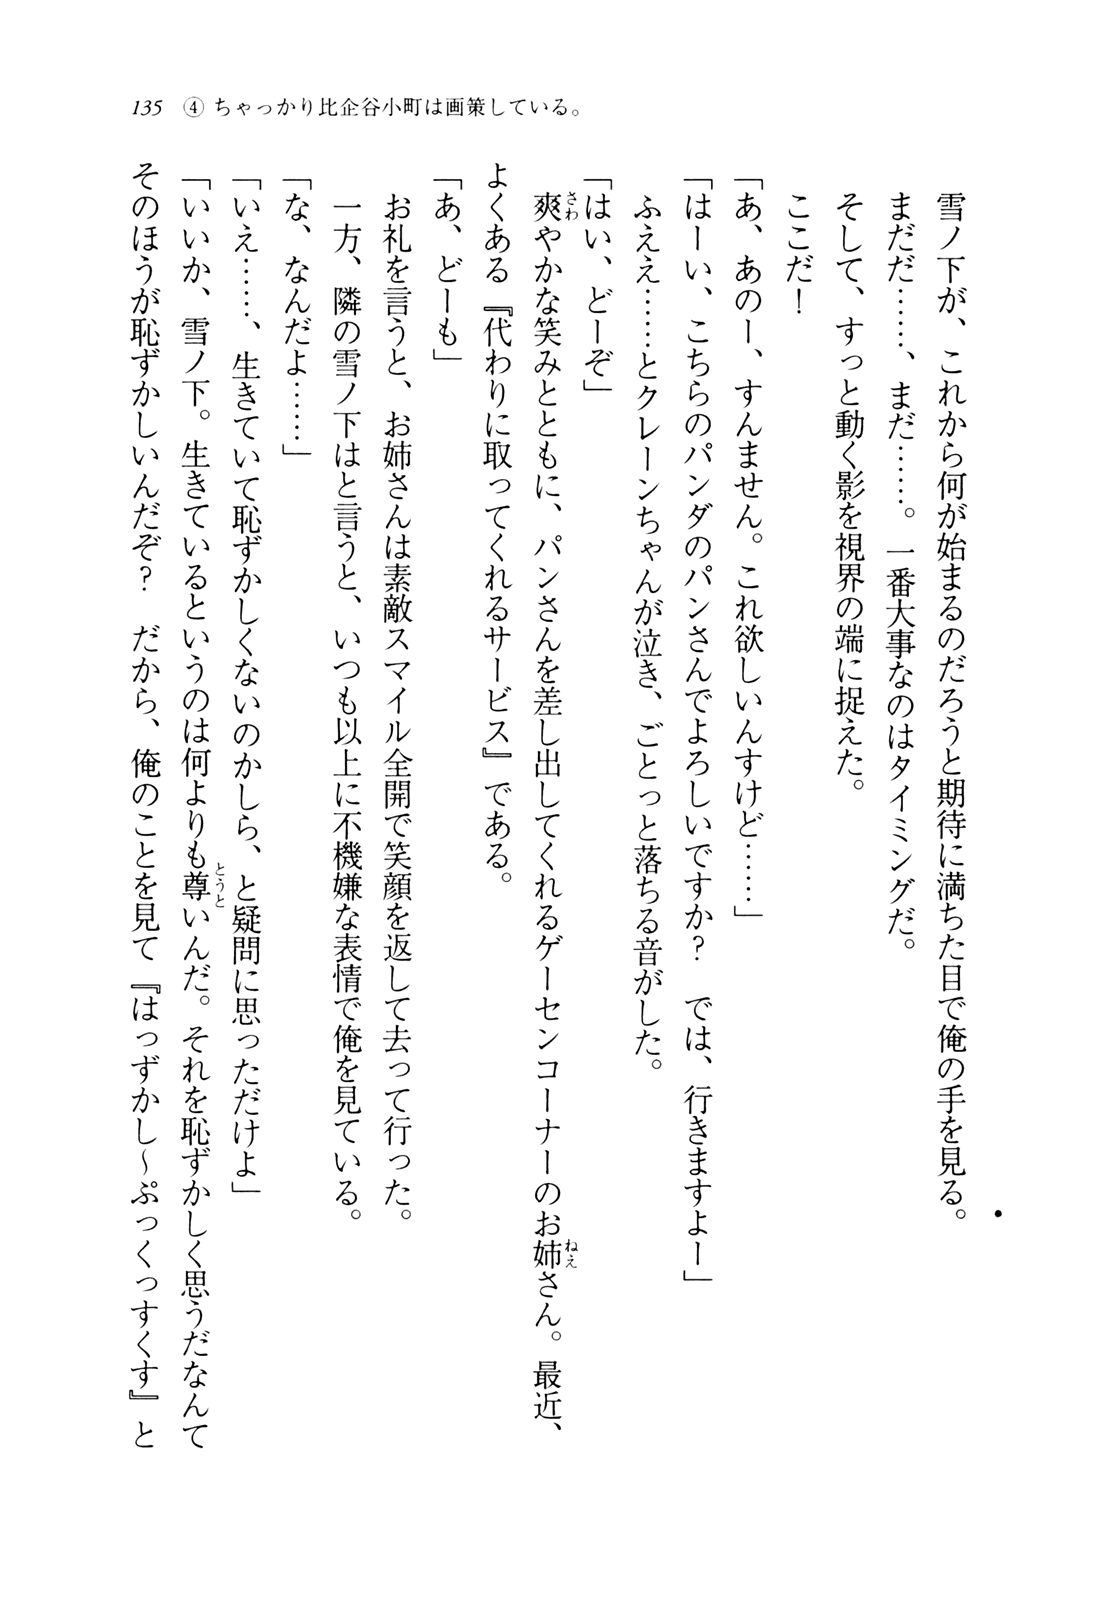 135 ④ ちゃっかり比企谷小町は画策している。
雪ノ下が、これから何が始まるのだろうと期待に満ちた目で俺の手を見る。
まだだ……、まだ……。一番大事なのはタイミングだ。
そして、すっと動く影を視界の端に捉えた。
ここだ！
「あ、あのー、すんません。これ欲しいんすけど……」
「はーい、こちらのパンダのパンさんでよろしいですか？　では、行きますよー」
ふええ……とクレーンちゃんが泣き、ごとっと落ちる音がした。
「はい、どーぞ」
爽やかな笑みとともに、パンさんを差し出してくれるゲーセンコーナーのお姉さん。最近、
よくある『代わりに取ってくれるサービス』である。
「あ、どーも」
お礼を言うと、お姉さんは素敵スマイル全開で笑顔を返して去って行った。
一方、隣の雪ノ下はと言うと、いつも以上に不機嫌な表情で俺を見ている。
「な、なんだよ……」
「いえ……、生きていて恥ずかしくないのかしら、と疑問に思っただけよ」
「いいか、雪ノ下。生きているというのは何よりも尊いんだ。それを恥ずかしく思うだなんて
そのほうが恥ずかしいんだぞ？　だから、俺のことを見て『はっずかし～ぷっくっすくす』と